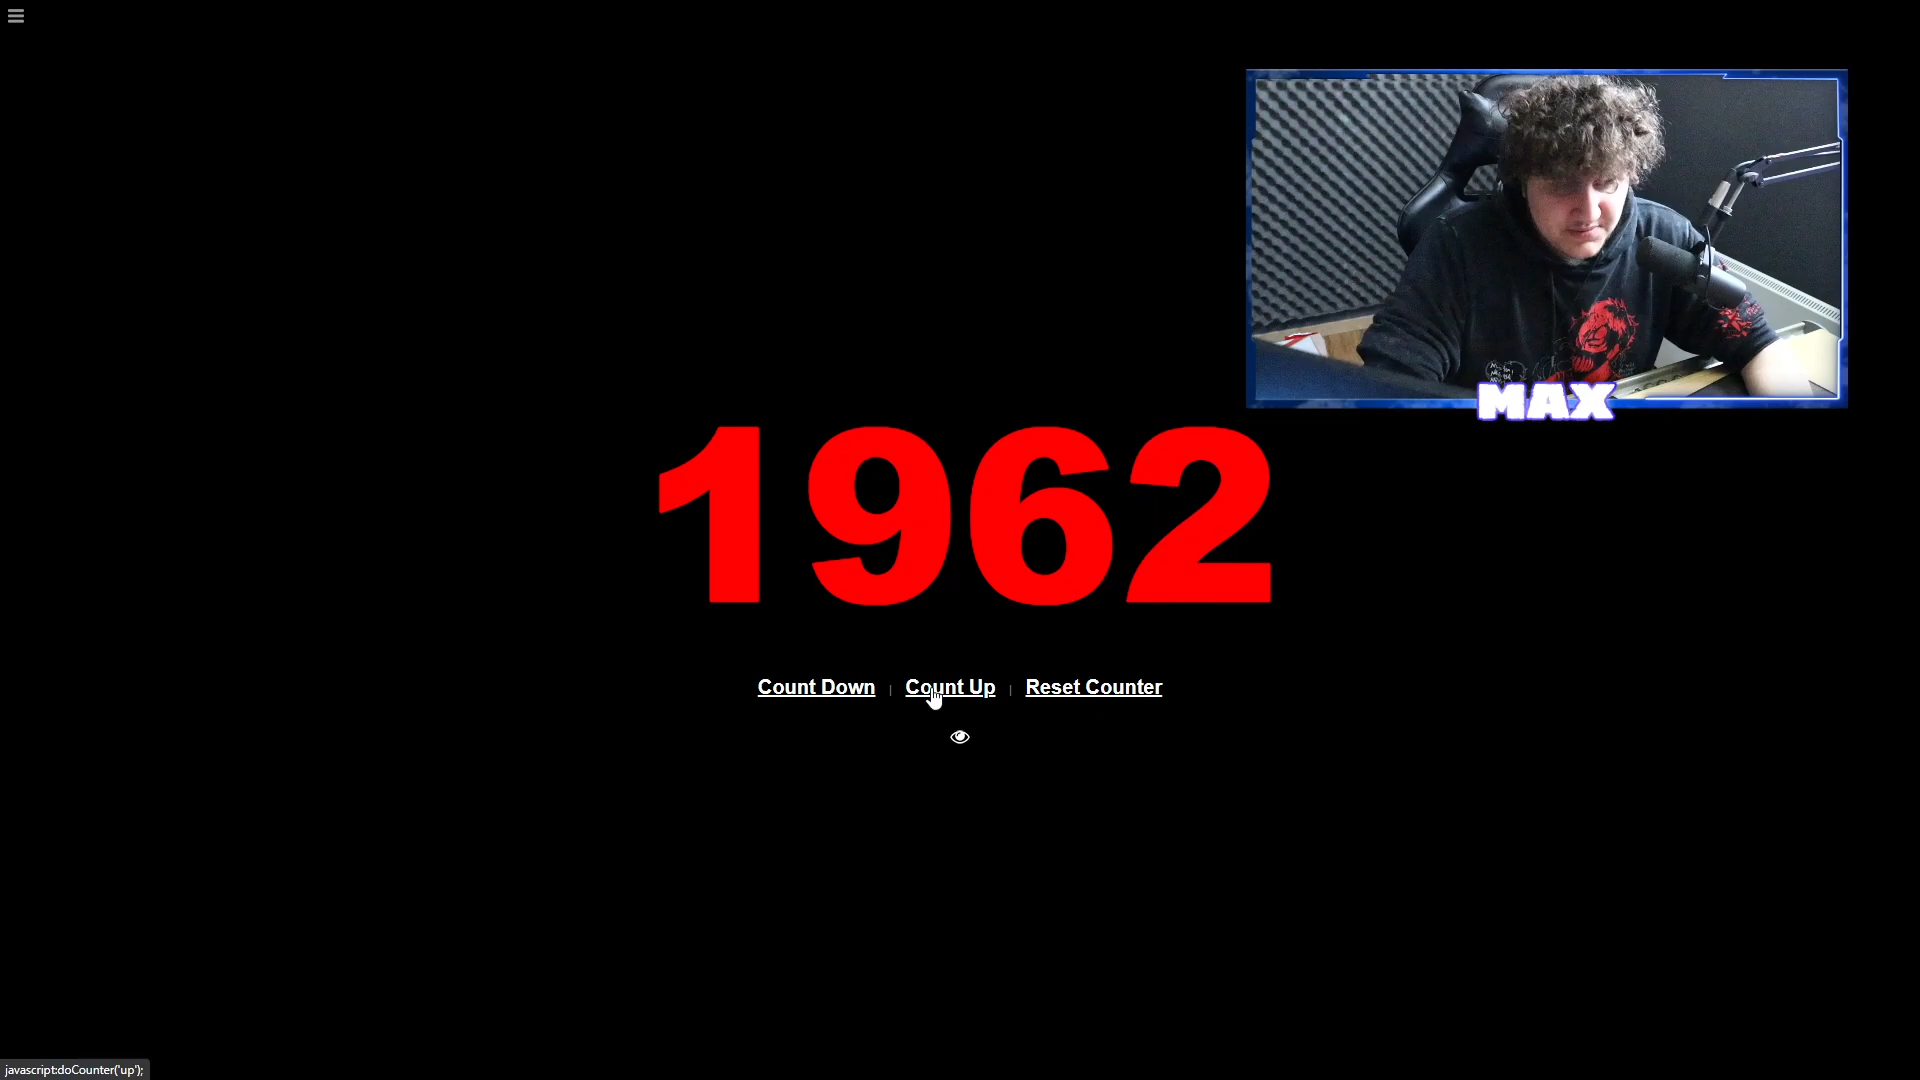 MAX
1962
Count Down | Count Up | Reset Counter
javascript:doCounter('up');